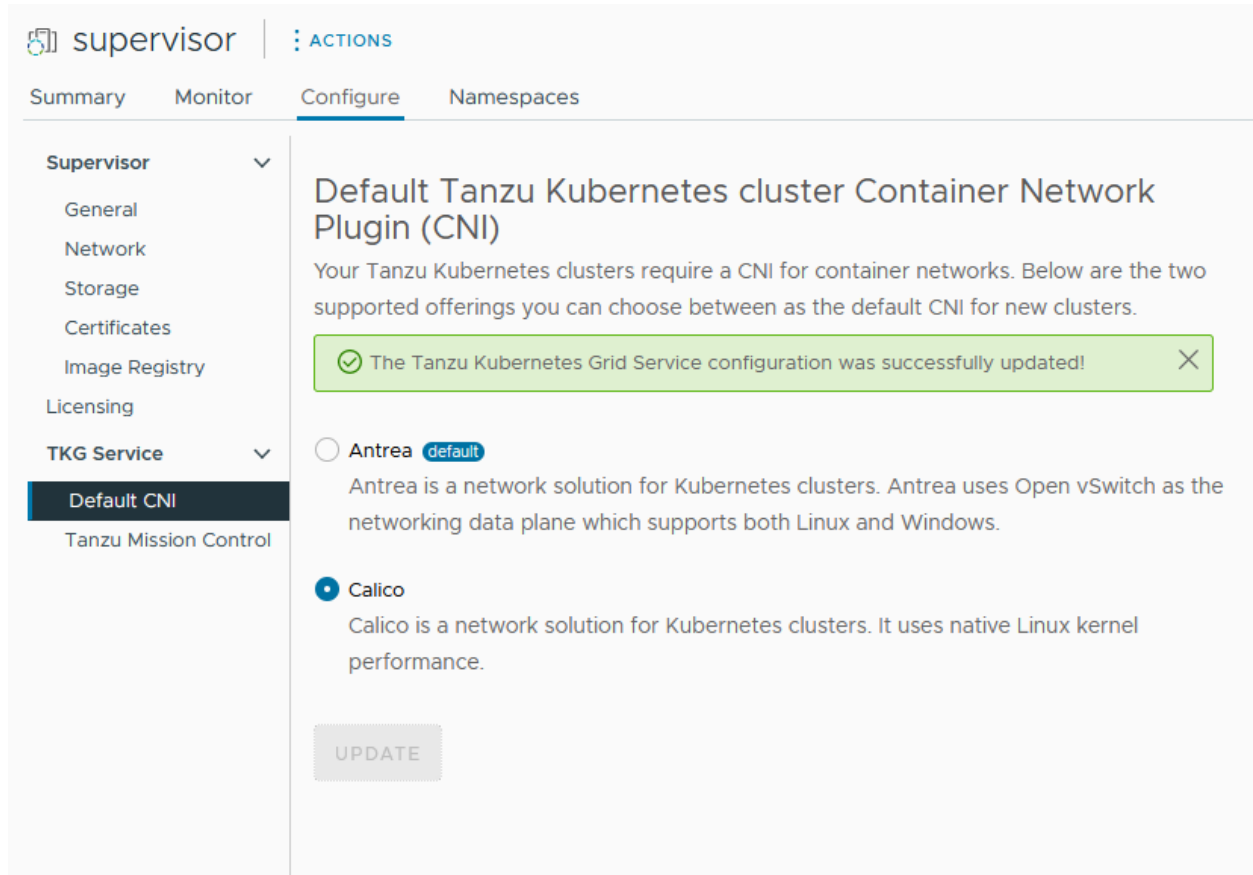 supervisor
ACTIONS
Summary Monitor Configure Namespaces
Supervisor
General
Network
Storage
Certificates
Image Registry
Licensing
TKG Service
Default CNI
Tanzu Mission Control
Default Tanzu Kubernetes cluster Container Network
Plugin (CNI)
Your Tanzu Kubernetes clusters require a CNI for container networks. Below are the two
supported offerings you can choose between as the default CNI for new clusters.
The Tanzu Kubernetes Grid Service configuration was successfully updated!
Antrea default
Antrea is a network solution for Kubernetes clusters. Antrea uses Open vSwitch as the
networking data plane which supports both Linux and Windows.
Calico
Calico is a network solution for Kubernetes clusters. It uses native Linux kernel
performance.
UPDATE